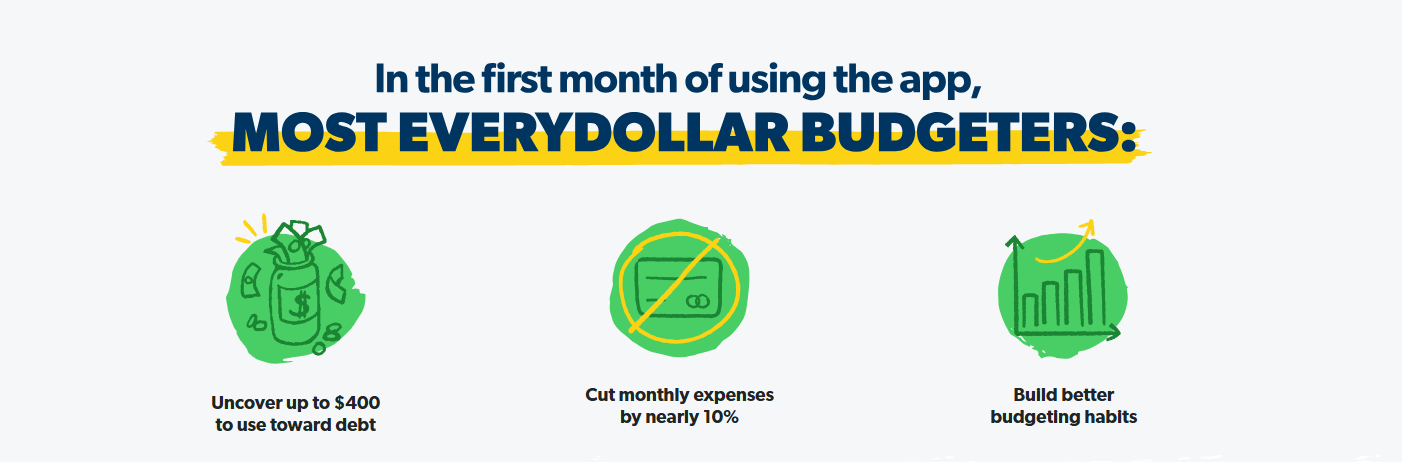 In the first month of using the app,
MOST EVERYDOLLAR BUDGETERS:
$
Uncover up to $400
to use toward debt
Cut monthly expenses
by nearly 10%
Build better
budgeting habits